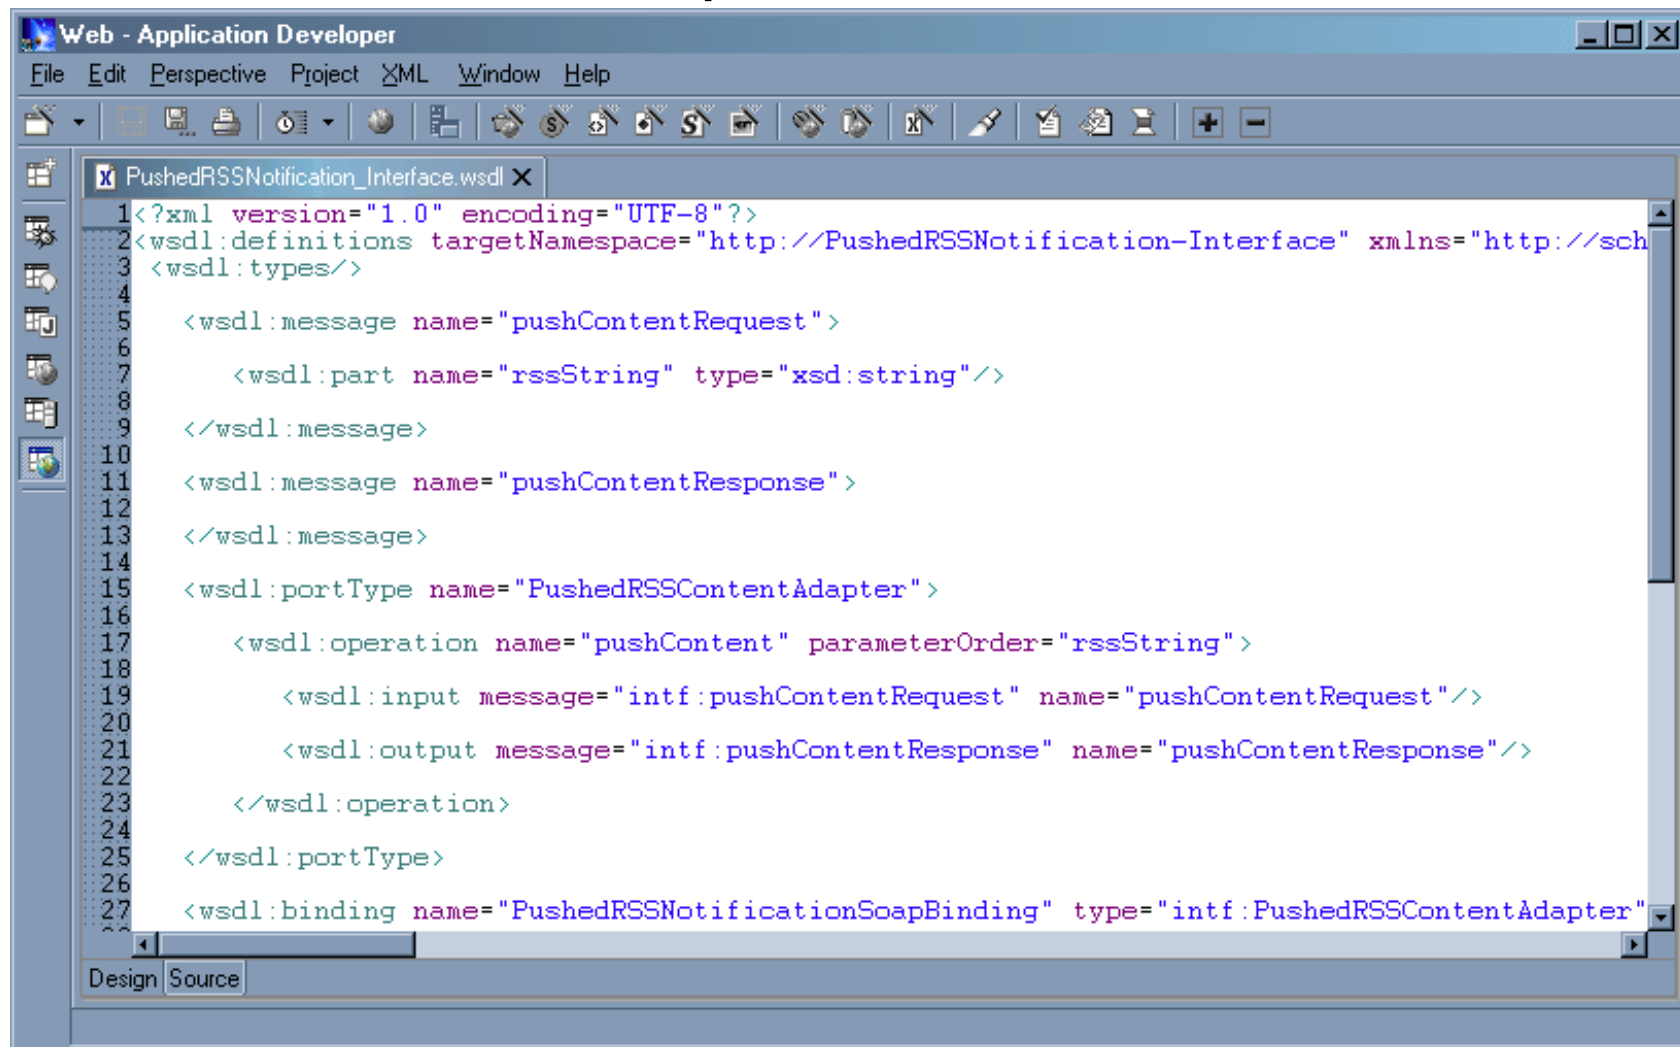 Web - Application Developer
File Edit Perspective Project XML Window Help
PushedRSSNotification_Interface.wsdl
1<?xml version="1.0" encoding="UTF-8"?>
2<wsdl:definitions targetNamespace="http://PushedRSSNotification-Interface" xmlns="http://sch
3 <wsdl:types/>
4
5 <wsdl:message name="pushContentRequest">
6
7 <wsdl:part name="rssString" type="xsd:string"/>
8
9 </wsdl:message>
10
11 <wsdl:message name="pushContentResponse">
12
13 </wsdl:message>
14
15 <wsdl:portType name="PushedRSSContentAdapter">
16
17 <wsdl:operation name="pushContent" parameterOrder="rssString">
18
19 <wsdl:input message="intf:pushContentRequest" name="pushContentRequest"/>
20
21 <wsdl:output message="intf:pushContentResponse" name="pushContentResponse"/>
22
23 </wsdl:operation>
24
25 </wsdl:portType>
26
27 <wsdl:binding name="PushedRSSNotificationSoapBinding" type="intf:PushedRSSContentAdapter"
Design Source